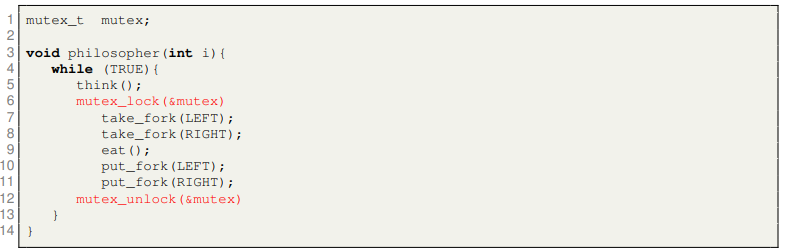 1 mutex_t  mutex;
2
3 void philosopher(int i){
4    while (TRUE){
5       think();
6       mutex_lock(&mutex)
7          take_fork(LEFT);
8          take_fork(RIGHT);
9          eat();
10          put_fork(LEFT);
11          put_fork(RIGHT);
12       mutex_unlock(&mutex)
13    }
14 }